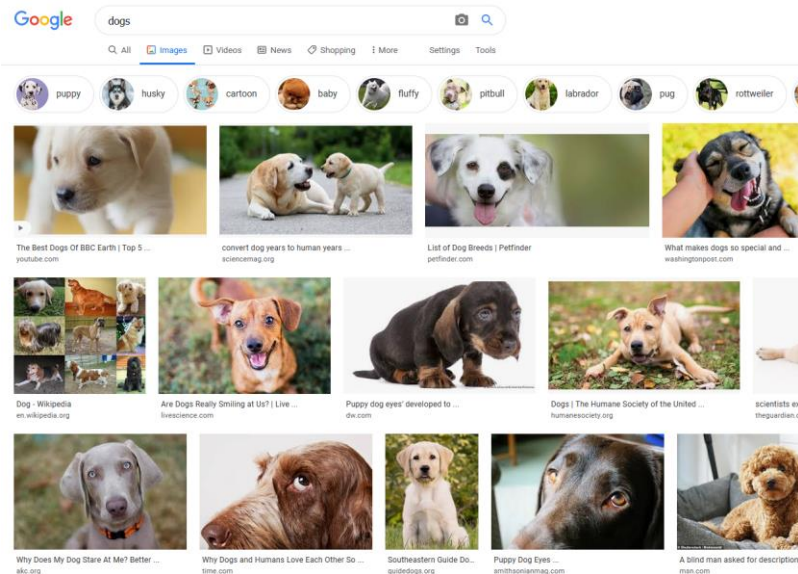 Google
dogs
All Images Videos News Shopping More Settings Tools
puppy husky cartoon baby fluffy pitbull labrador pug rottweiler
The Best Dogs Of BBC Earth | Top 5 ...
youtube.com
convert dog years to human years ...
sciencemag.org
List of Dog Breeds | Petfinder
petfinder.com
What makes dogs so special and ...
washingtonpost.com
Dog - Wikipedia
en.wikipedia.org
Are Dogs Really Smiling at Us? | Live ...
livescience.com
Puppy dog eyes' developed to ...
dw.com
Dogs | The Humane Society of the United ...
humanesociety.org
scientists
theguardian.
Why Does My Dog Stare At Me? Better ...
akc.org
Why Dogs and Humans Love Each Other So ...
time.com
Southeastern Guide Do...
guidedogs.org
Puppy Dog Eyes ...
smithsonianmag.com
A blind man asked for description
msn.com